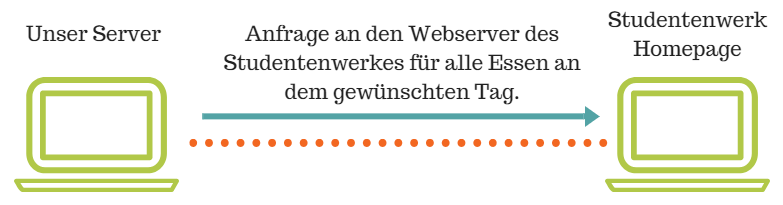 Unser Server
Anfrage an den Webserver des
Studentenwerkes für alle Essen an
dem gewünschten Tag.
Studentenwerk
Homepage